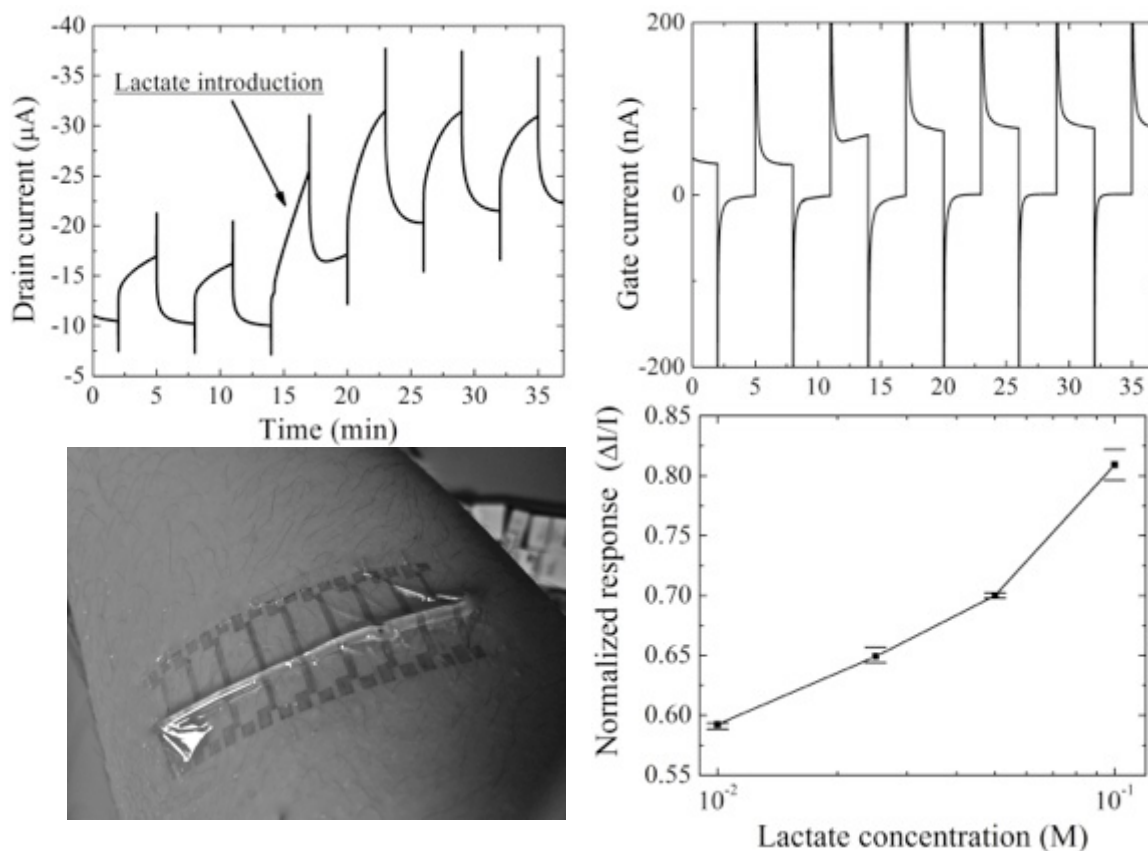 -40
-35
-30
-25
-20
-15
-10
-5
Drain current (μA)
Lactate introduction
0 5 10 15 20 25 30 35
Time (min)
200
100
0
-100
-200
Gate current (nA)
0 5 10 15 20 25 30 35
0.85
0.80
0.75
0.70
0.65
0.60
0.55
Normalized response (ΔI/I)
10⁻² 10⁻¹
Lactate concentration (M)